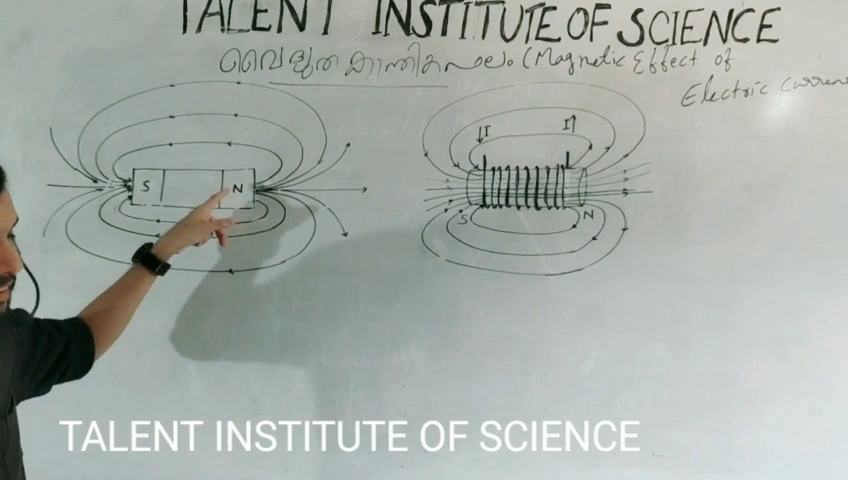 TALENT INSTITUTE OF SCIENCE
വൈദ്യുത കാന്തികഫലം (Magnetic Effect of
Electric current
↓I I↑
S N
S N
TALENT INSTITUTE OF SCIENCE